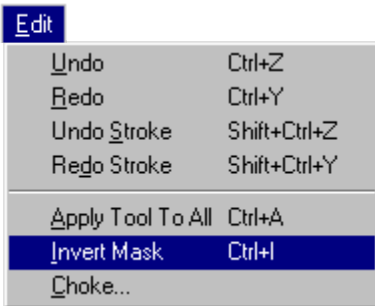 Edit
Undo Ctrl+Z
Redo Ctrl+Y
Undo Stroke Shift+Ctrl+Z
Redo Stroke Shift+Ctrl+Y
Apply Tool To All Ctrl+A
Invert Mask Ctrl+I
Choke...